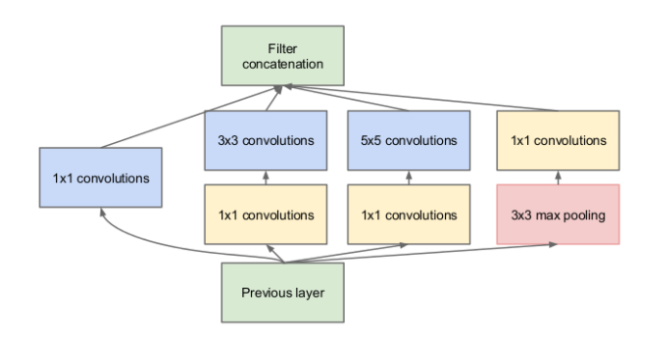 Filter
concatenation
3x3 convolutions
5x5 convolutions
1x1 convolutions
1x1 convolutions
1x1 convolutions
1x1 convolutions
3x3 max pooling
Previous layer